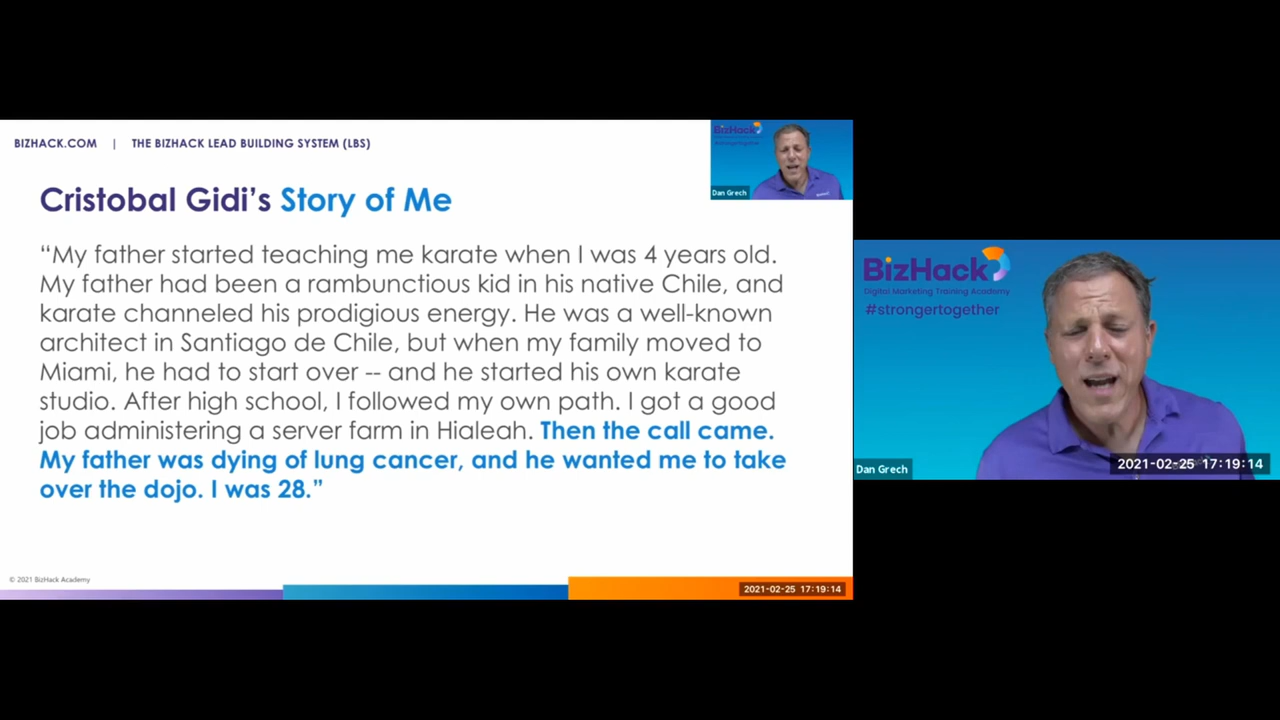 BIZHACK.COM | THE BIZHACK LEAD BUILDING SYSTEM (LBS)
BizHack
#strongertogether
Dan Grech
Cristobal Gidi's Story of Me
“My father started teaching me karate when I was 4 years old.
My father had been a rambunctious kid in his native Chile, and
karate channeled his prodigious energy. He was a well-known
architect in Santiago de Chile, but when my family moved to
Miami, he had to start over -- and he started his own karate
studio. After high school, I followed my own path. I got a good
job administering a server farm in Hialeah. Then the call came.
My father was dying of lung cancer, and he wanted me to take
over the dojo. I was 28.”
© 2021 BizHack Academy
2021-02-25 17:19:14
BizHack
Digital Marketing Training Academy
#strongertogether
Dan Grech
2021-02-25 17:19:14